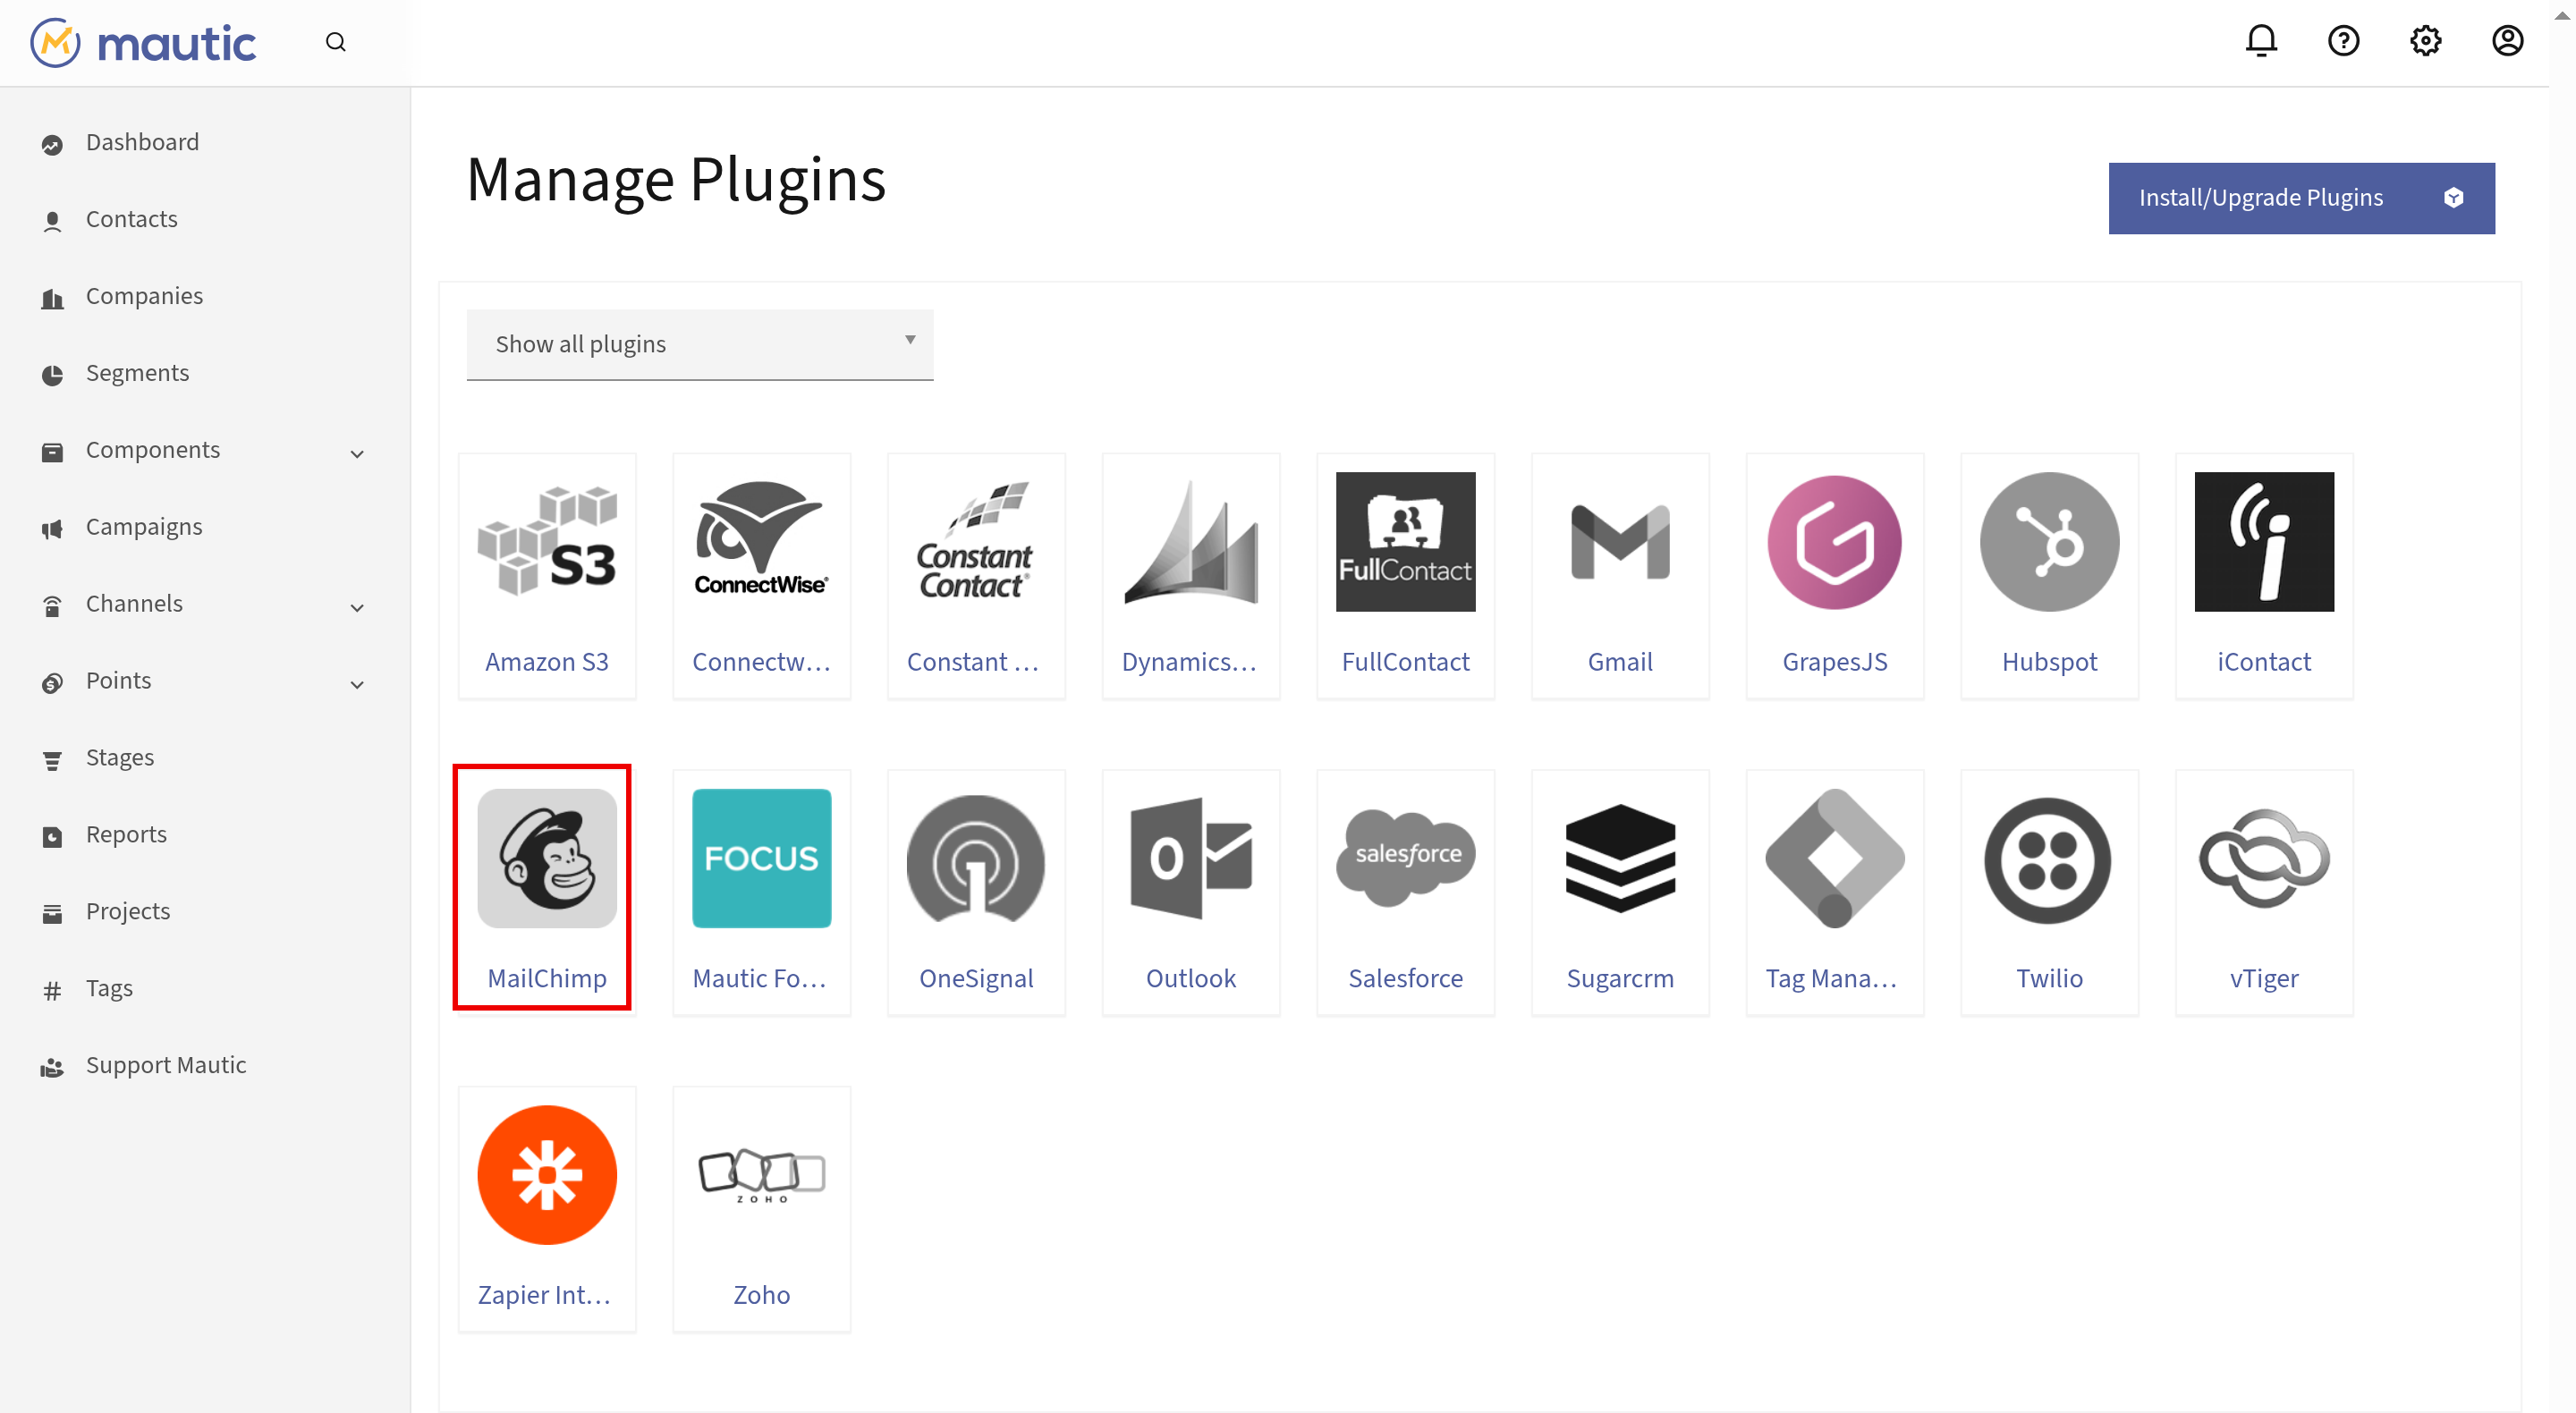 mautic
Dashboard
Contacts
Companies
Segments
Components
Campaigns
Channels
Points
Stages
Reports
Projects
Tags
Support Mautic
Manage Plugins
Install/Upgrade Plugins
Show all plugins
S3
ConnectWise®
Constant
Contact®
FullContact
Amazon S3
Connectw...
Constant ...
Dynamics...
FullContact
Gmail
GrapesJS
Hubspot
iContact
FOCUS
salesforce
MailChimp
Mautic Fo...
OneSignal
Outlook
Salesforce
Sugarcrm
Tag Mana...
Twilio
vTiger
ZOHO
Zapier Int...
Zoho